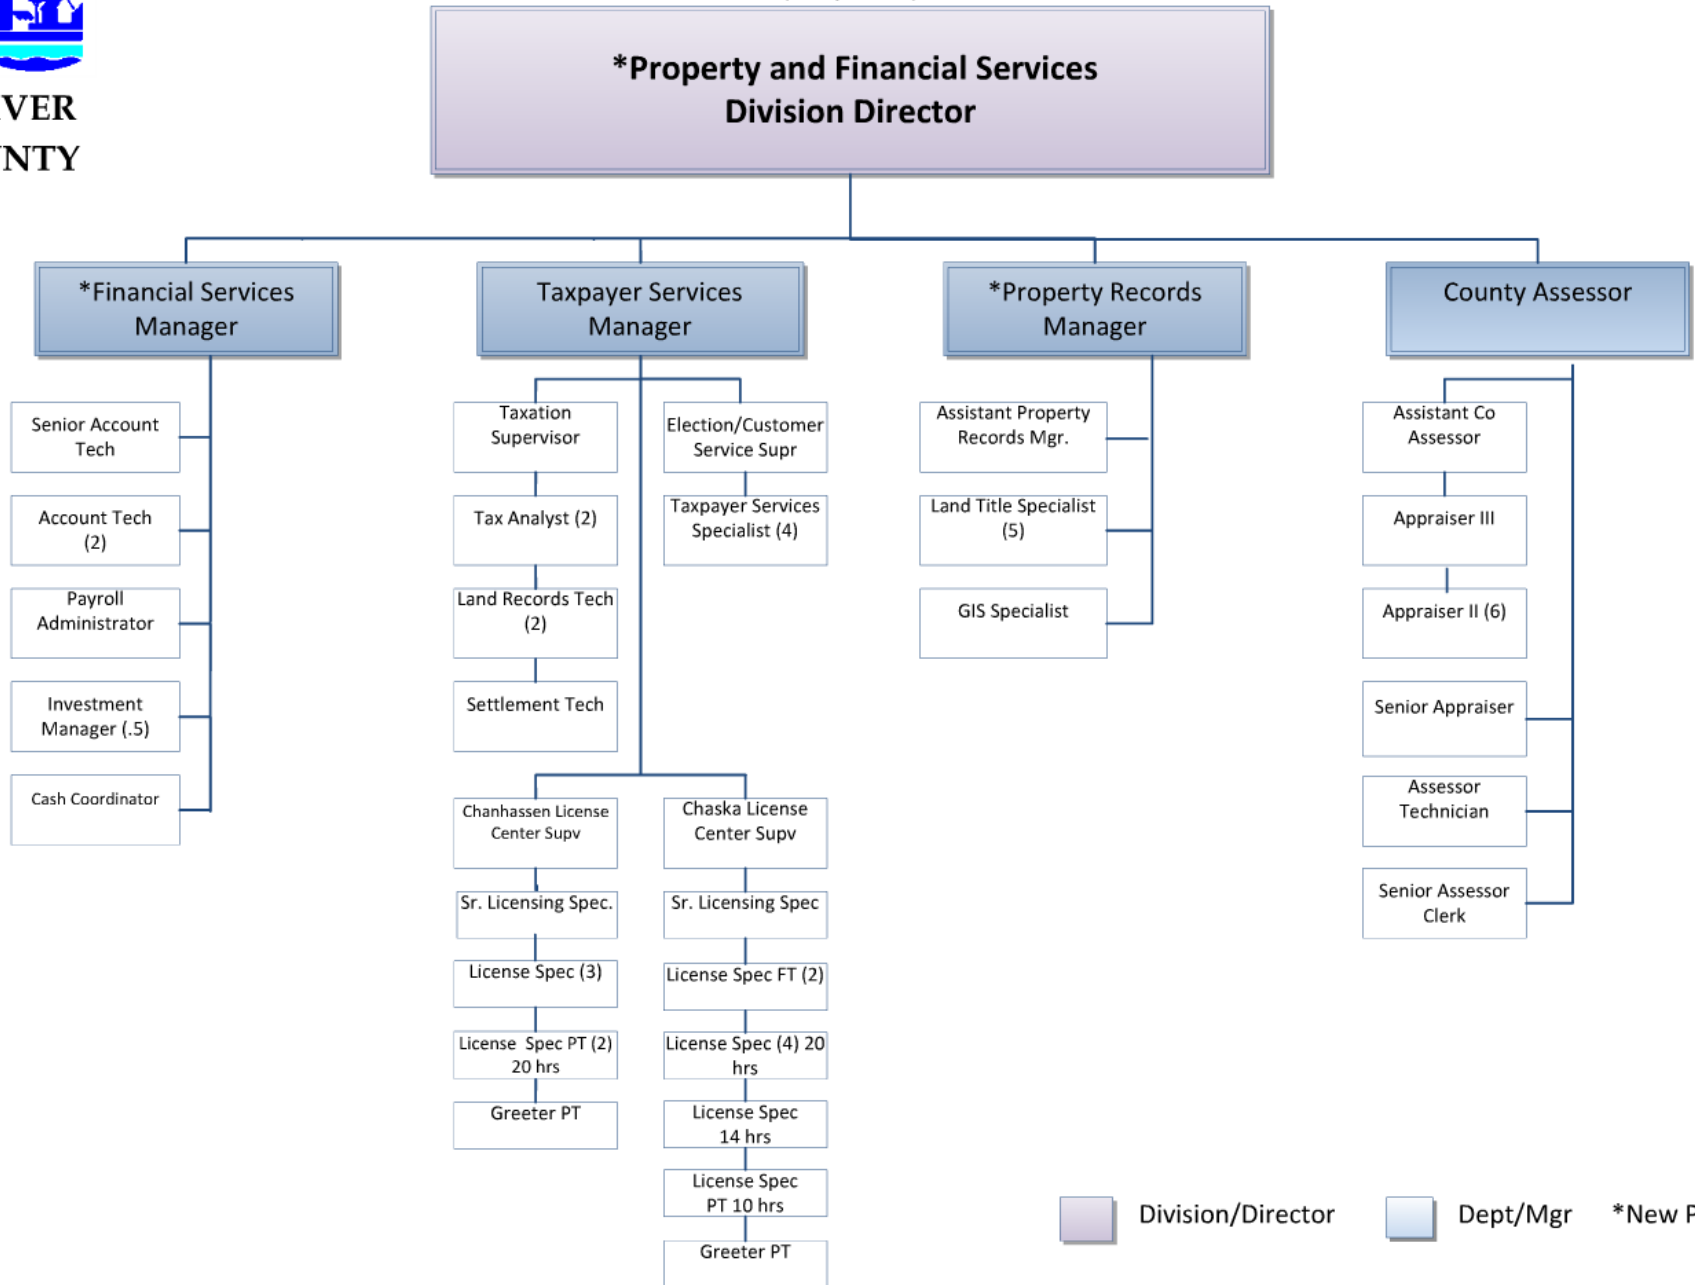 VER
NTY
*Property and Financial Services
Division Director
*Financial Services
Manager
Taxpayer Services
Manager
*Property Records
Manager
County Assessor
Senior Account
Tech
Account Tech
(2)
Payroll
Administrator
Investment
Manager (.5)
Cash Coordinator
Taxation
Supervisor
Tax Analyst (2)
Land Records Tech
(2)
Settlement Tech
Election/Customer
Service Supr
Taxpayer Services
Specialist (4)
Chanhassen License
Center Supv
Sr. Licensing Spec.
License Spec (3)
License Spec PT (2)
20 hrs
Greeter PT
Chaska License
Center Supv
Sr. Licensing Spec
License Spec FT (2)
License Spec (4) 20
hrs
License Spec
14 hrs
License Spec
PT 10 hrs
Greeter PT
Assistant Property
Records Mgr.
Land Title Specialist
(5)
GIS Specialist
Assistant Co
Assessor
Appraiser III
Appraiser II (6)
Senior Appraiser
Assessor
Technician
Senior Assessor
Clerk
Division/Director
Dept/Mgr
*New P